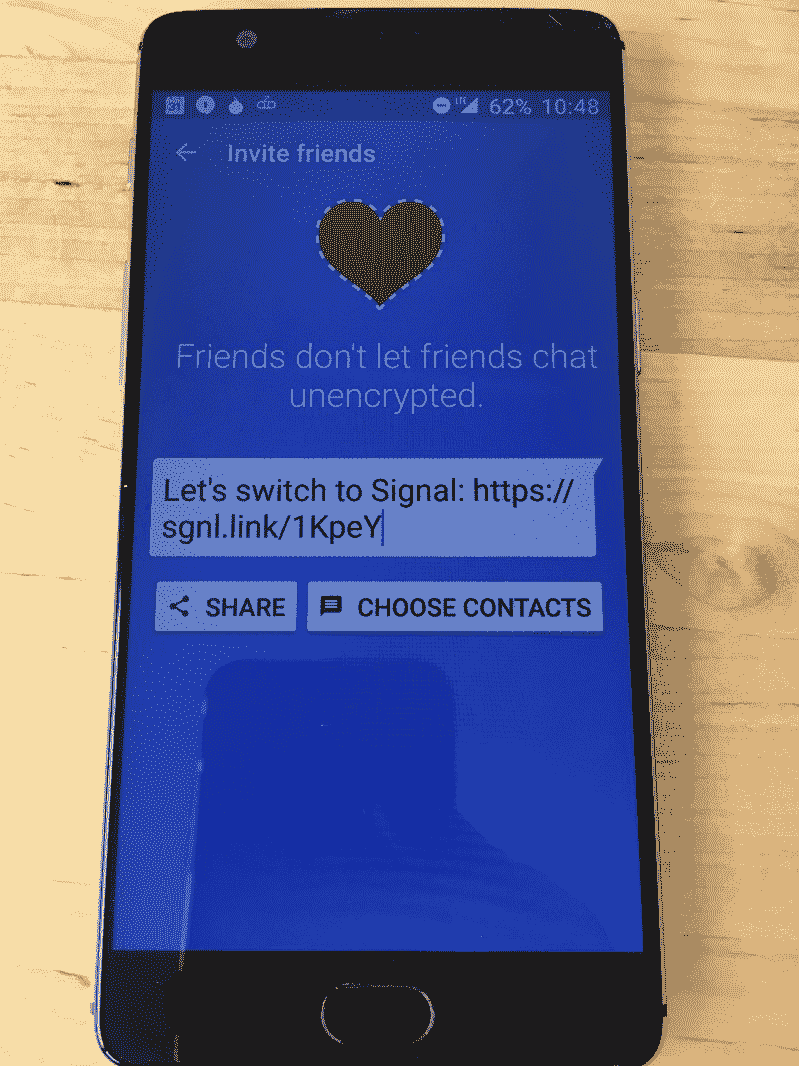 62% 10:48
Invite friends
Friends don't let friends chat
unencrypted.
Let's switch to Signal: https://
sgnl.link/1KpeY
SHARE
CHOOSE CONTACTS